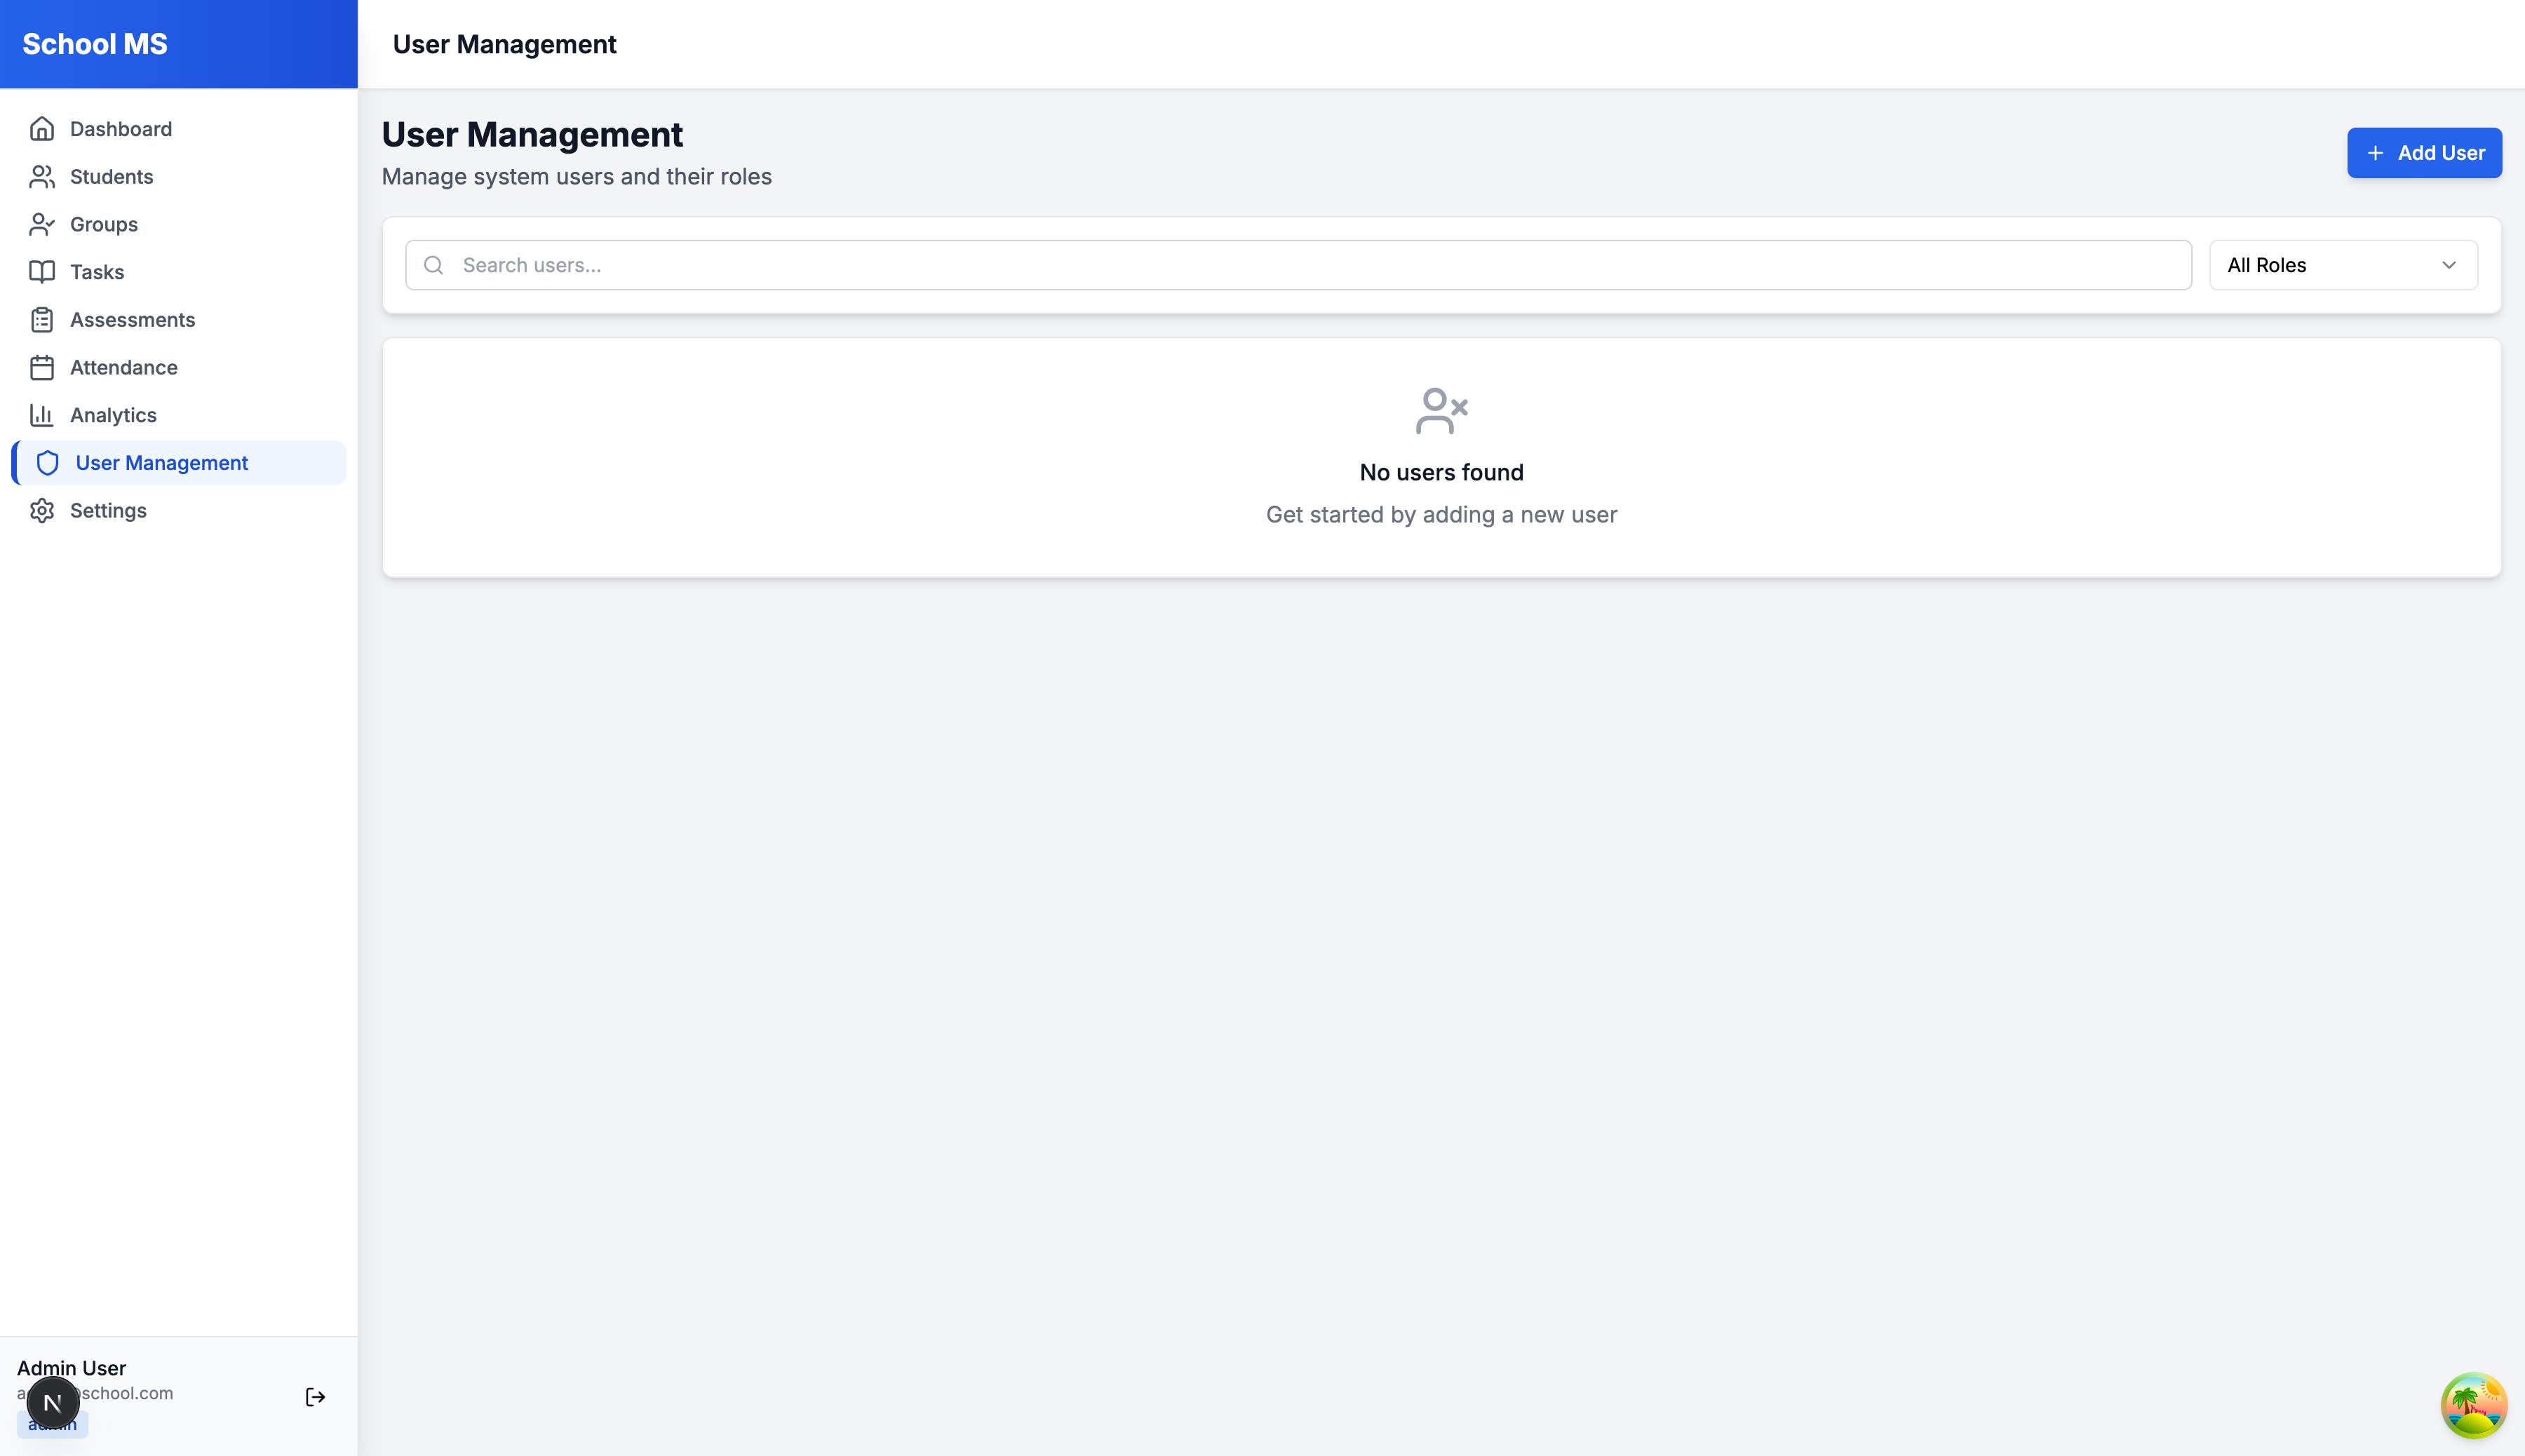 School MS
User Management
Dashboard
Students
Groups
Tasks
Assessments
Attendance
Analytics
User Management
Settings
User Management
Manage system users and their roles
Add User
Search users...
All Roles
No users found
Get started by adding a new user
Admin User
school.com
N